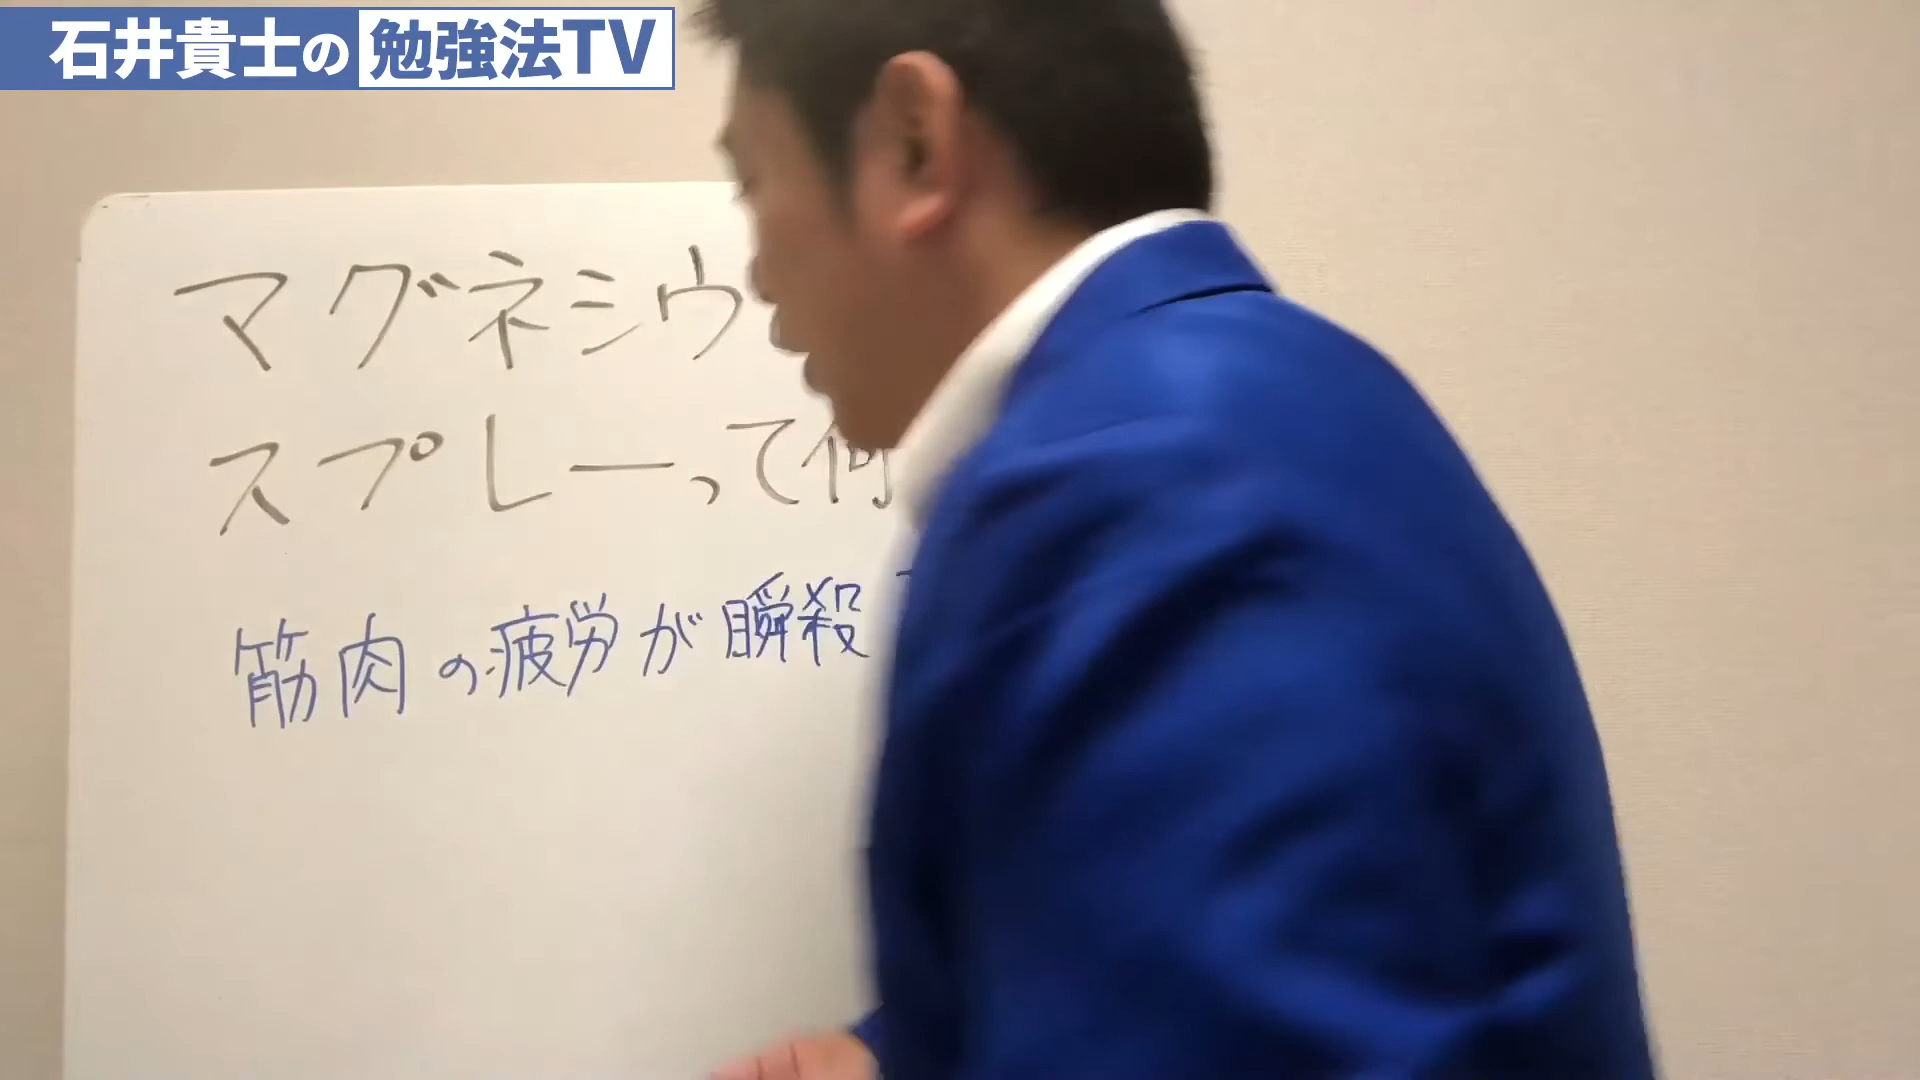 石井貴士の勉強法TV
マグネシウ
スプレーって何
筋肉の疲労が瞬殺